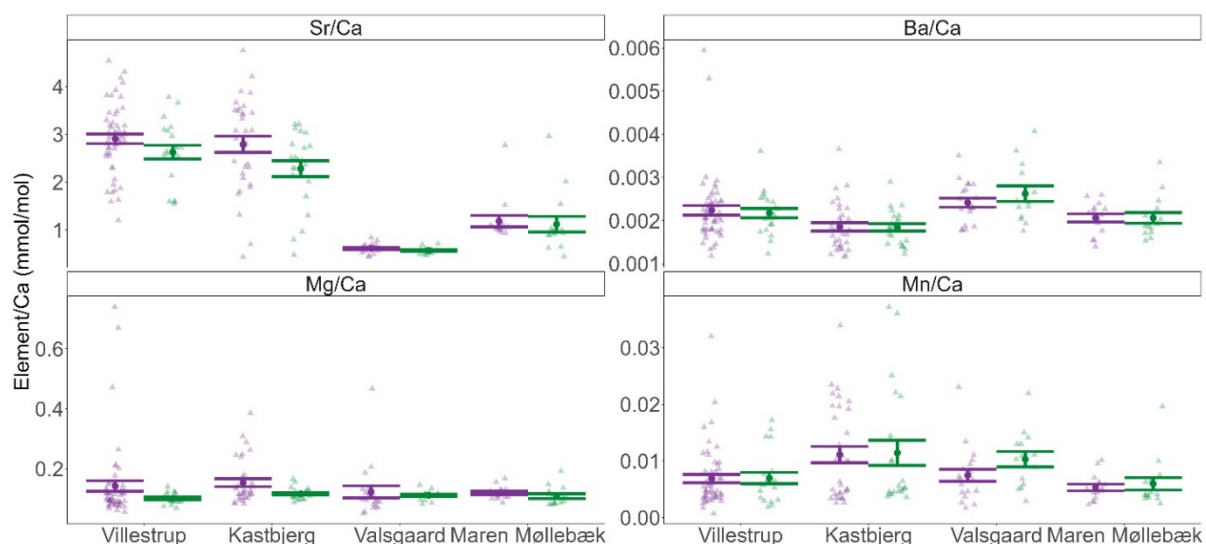 Sr/Ca
4
3
2
1
Ba/Ca
0.006
0.005
0.004
0.003
0.002
0.001
Element/Ca (mmol/mol)
Mg/Ca
0.6
0.4
0.2
Villestrup Kastbjerg Valsgaard Maren Møllebæk
Mn/Ca
0.03
0.02
0.01
0.00
Villestrup Kastbjerg Valsgaard Maren Møllebæk